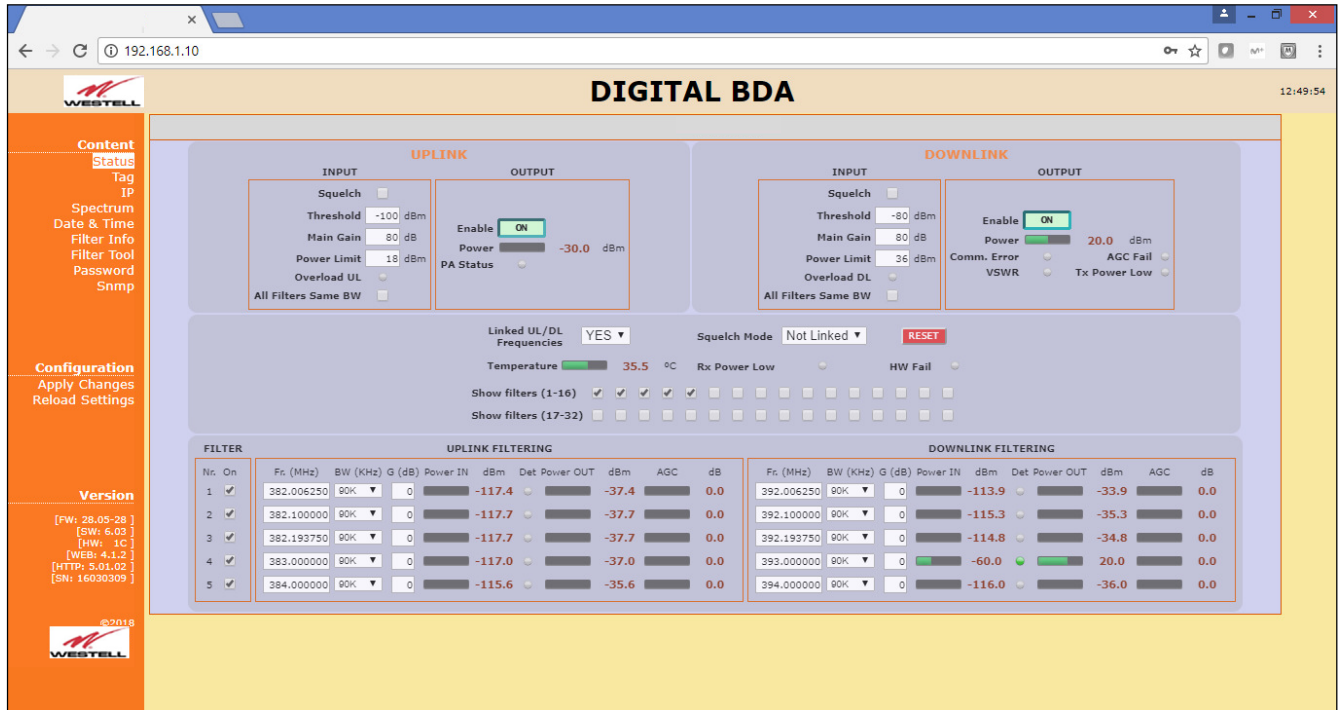 192.168.1.10
WESTELL
DIGITAL BDA
12:49:54
Content
Status
Tag
IP
Spectrum
Date & Time
Filter Info
Filter Tool
Password
Snmp
Configuration
Apply Changes
Reload Settings
Version
[FW: 28.05-28 ]
[SW: 6.03 ]
[HW: 1C ]
[WEB: 4.1.2 ]
[HTTP: 5.01.02 ]
[SN: 16030309 ]
©2018
WESTELL
UPLINK
INPUT
Squelch
Threshold -100 dBm
Main Gain 80 dB
Power Limit 18 dBm
Overload UL
All Filters Same BW
OUTPUT
Enable ON
Power -30.0 dBm
PA Status
DOWNLINK
INPUT
Squelch
Threshold -80 dBm
Main Gain 80 dB
Power Limit 36 dBm
Overload DL
All Filters Same BW
OUTPUT
Enable ON
Power 20.0 dBm
Comm. Error AGC Fail
VSWR Tx Power Low
Linked UL/DL Frequencies YES Squelch Mode Not Linked RESET
Temperature 35.5 ºC Rx Power Low HW Fail
Show filters (1-16)
Show filters (17-32)
FILTER UPLINK FILTERING DOWNLINK FILTERING
Nr. On Fr. (MHz) BW (KHz) G (dB) Power IN dBm Det Power OUT dBm AGC dB Fr. (MHz) BW (KHz) G (dB) Power IN dBm Det Power OUT dBm AGC dB
1 382.006250 90K 0 -117.4 -37.4 0.0 392.006250 90K 0 -113.9 -33.9 0.0
2 382.100000 90K 0 -117.7 -37.7 0.0 392.100000 90K 0 -115.3 -35.3 0.0
3 382.193750 90K 0 -117.7 -37.7 0.0 392.193750 90K 0 -114.8 -34.8 0.0
4 383.000000 90K 0 -117.0 -37.0 0.0 393.000000 90K 0 -60.0 20.0 0.0
5 384.000000 90K 0 -115.6 -35.6 0.0 394.000000 90K 0 -116.0 -36.0 0.0